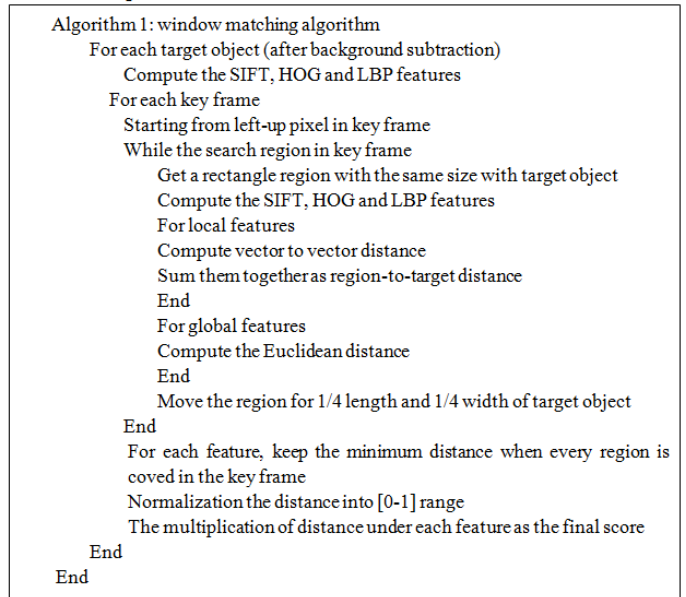 Algorithm 1: window matching algorithm
For each target object (after background subtraction)
Compute the SIFT, HOG and LBP features
For each key frame
Starting from left-up pixel in key frame
While the search region in key frame
Get a rectangle region with the same size with target object
Compute the SIFT, HOG and LBP features
For local features
Compute vector to vector distance
Sum them together as region-to-target distance
End
For global features
Compute the Euclidean distance
End
Move the region for 1/4 length and 1/4 width of target object
End
For each feature, keep the minimum distance when every region is
coved in the key frame
Normalization the distance into [0-1] range
The multiplication of distance under each feature as the final score
End
End